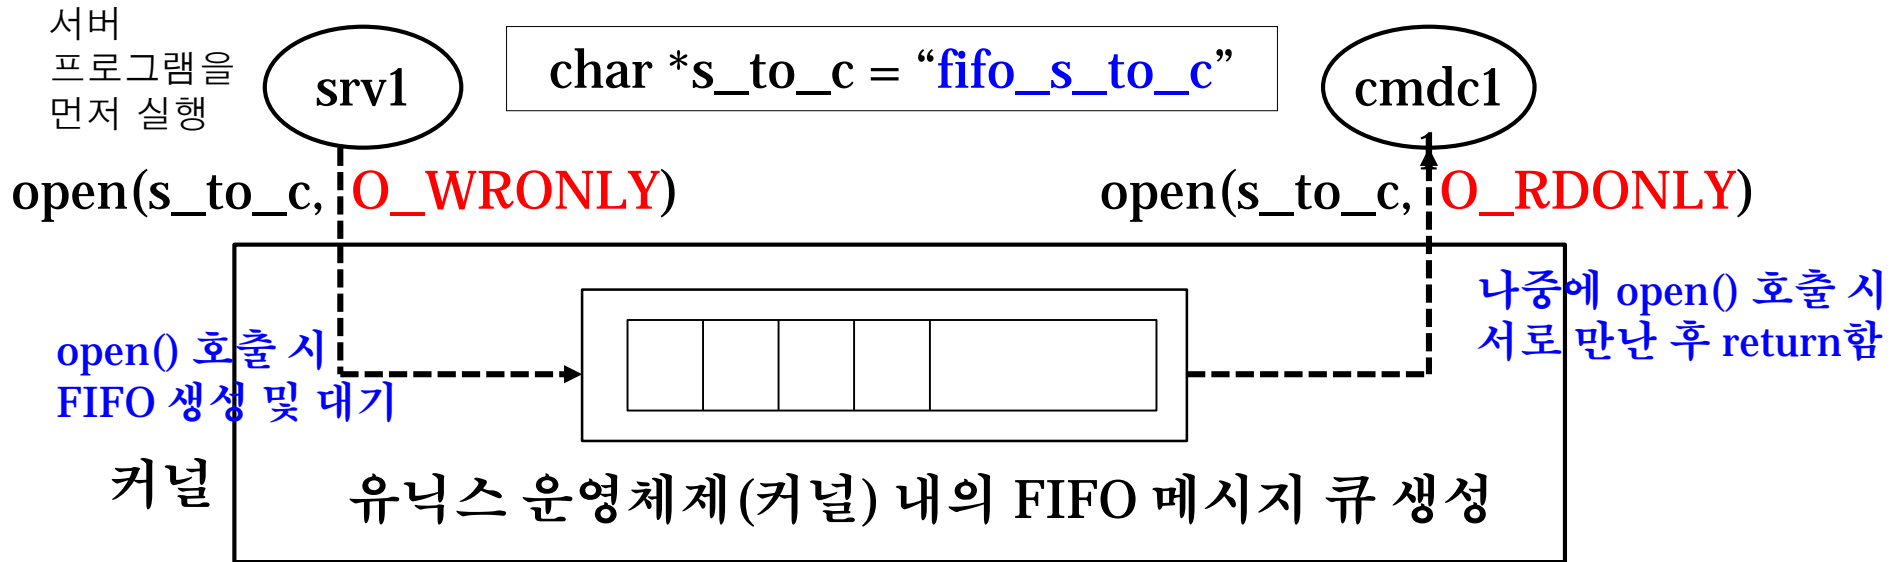 서버
프로그램을
먼저 실행
srv1
char *s_to_c = “fifo_s_to_c”
cmdc1
1
open(s_to_c, O_WRONLY)
open(s_to_c, O_RDONLY)
나중에 open() 호출 시
서로 만난 후 return함
open() 호출 시
FIFO 생성 및 대기
커널
유닉스 운영체제(커널) 내의 FIFO 메시지 큐 생성